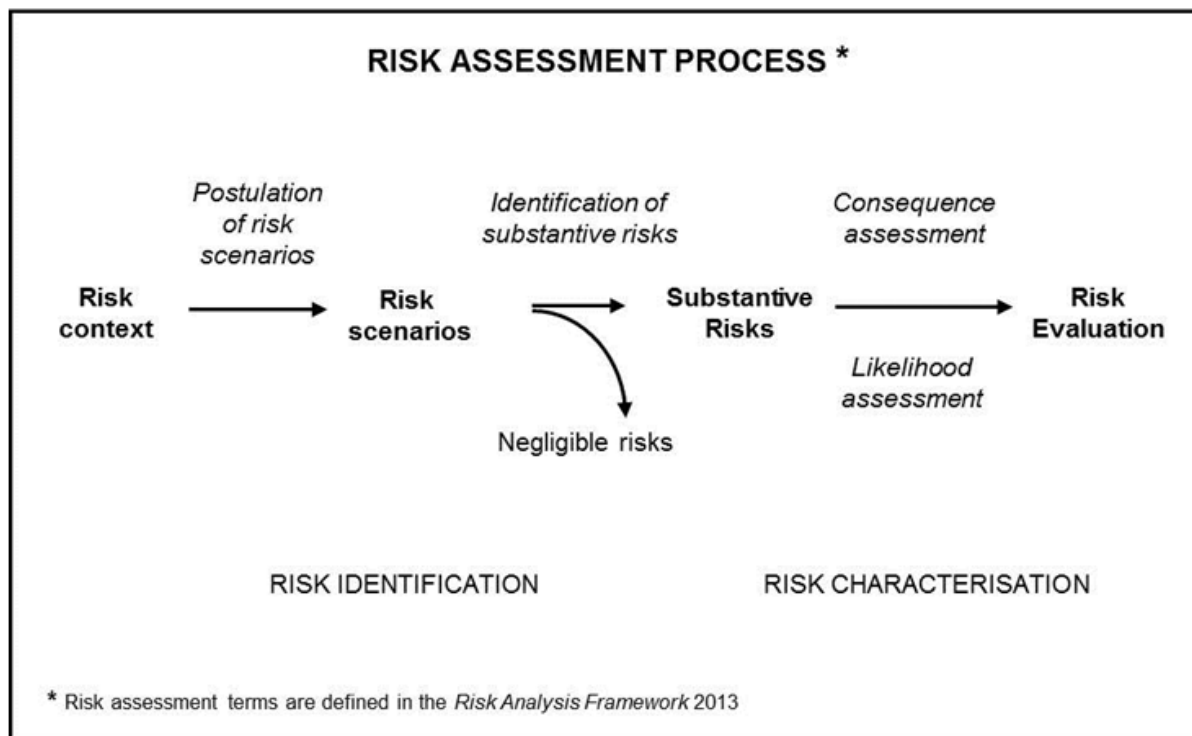 RISK ASSESSMENT PROCESS *
Postulation
of risk
scenarios
Identification of
substantive risks
Consequence
assessment
Risk
context
Risk
scenarios
Substantive
Risks
Risk
Evaluation
Likelihood
assessment
Negligible risks
RISK IDENTIFICATION
RISK CHARACTERISATION
* Risk assessment terms are defined in the Risk Analysis Framework 2013